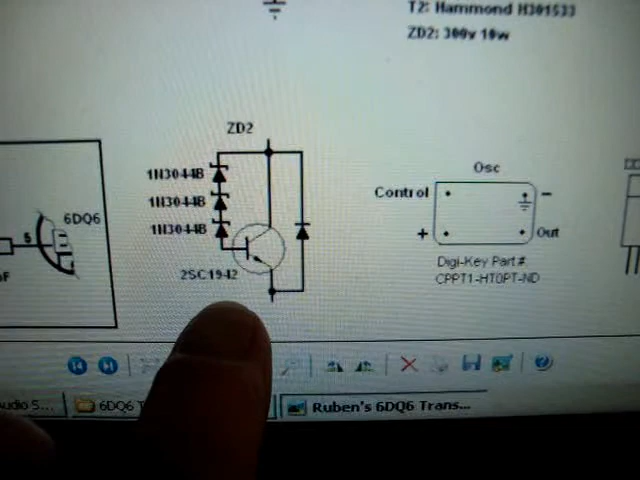 T2: Hammond H301533
ZD2: 300v 10w
ZD2
1N3044B
1N3044B
1N3044B
2SC1942
6DQ6
5
Osc
Control
-
+
Out
Digi-Key Part #:
CPPT1-HT0PT-ND
udio 5...
6DQ6 T
Ruben's 6DQ6 Trans...